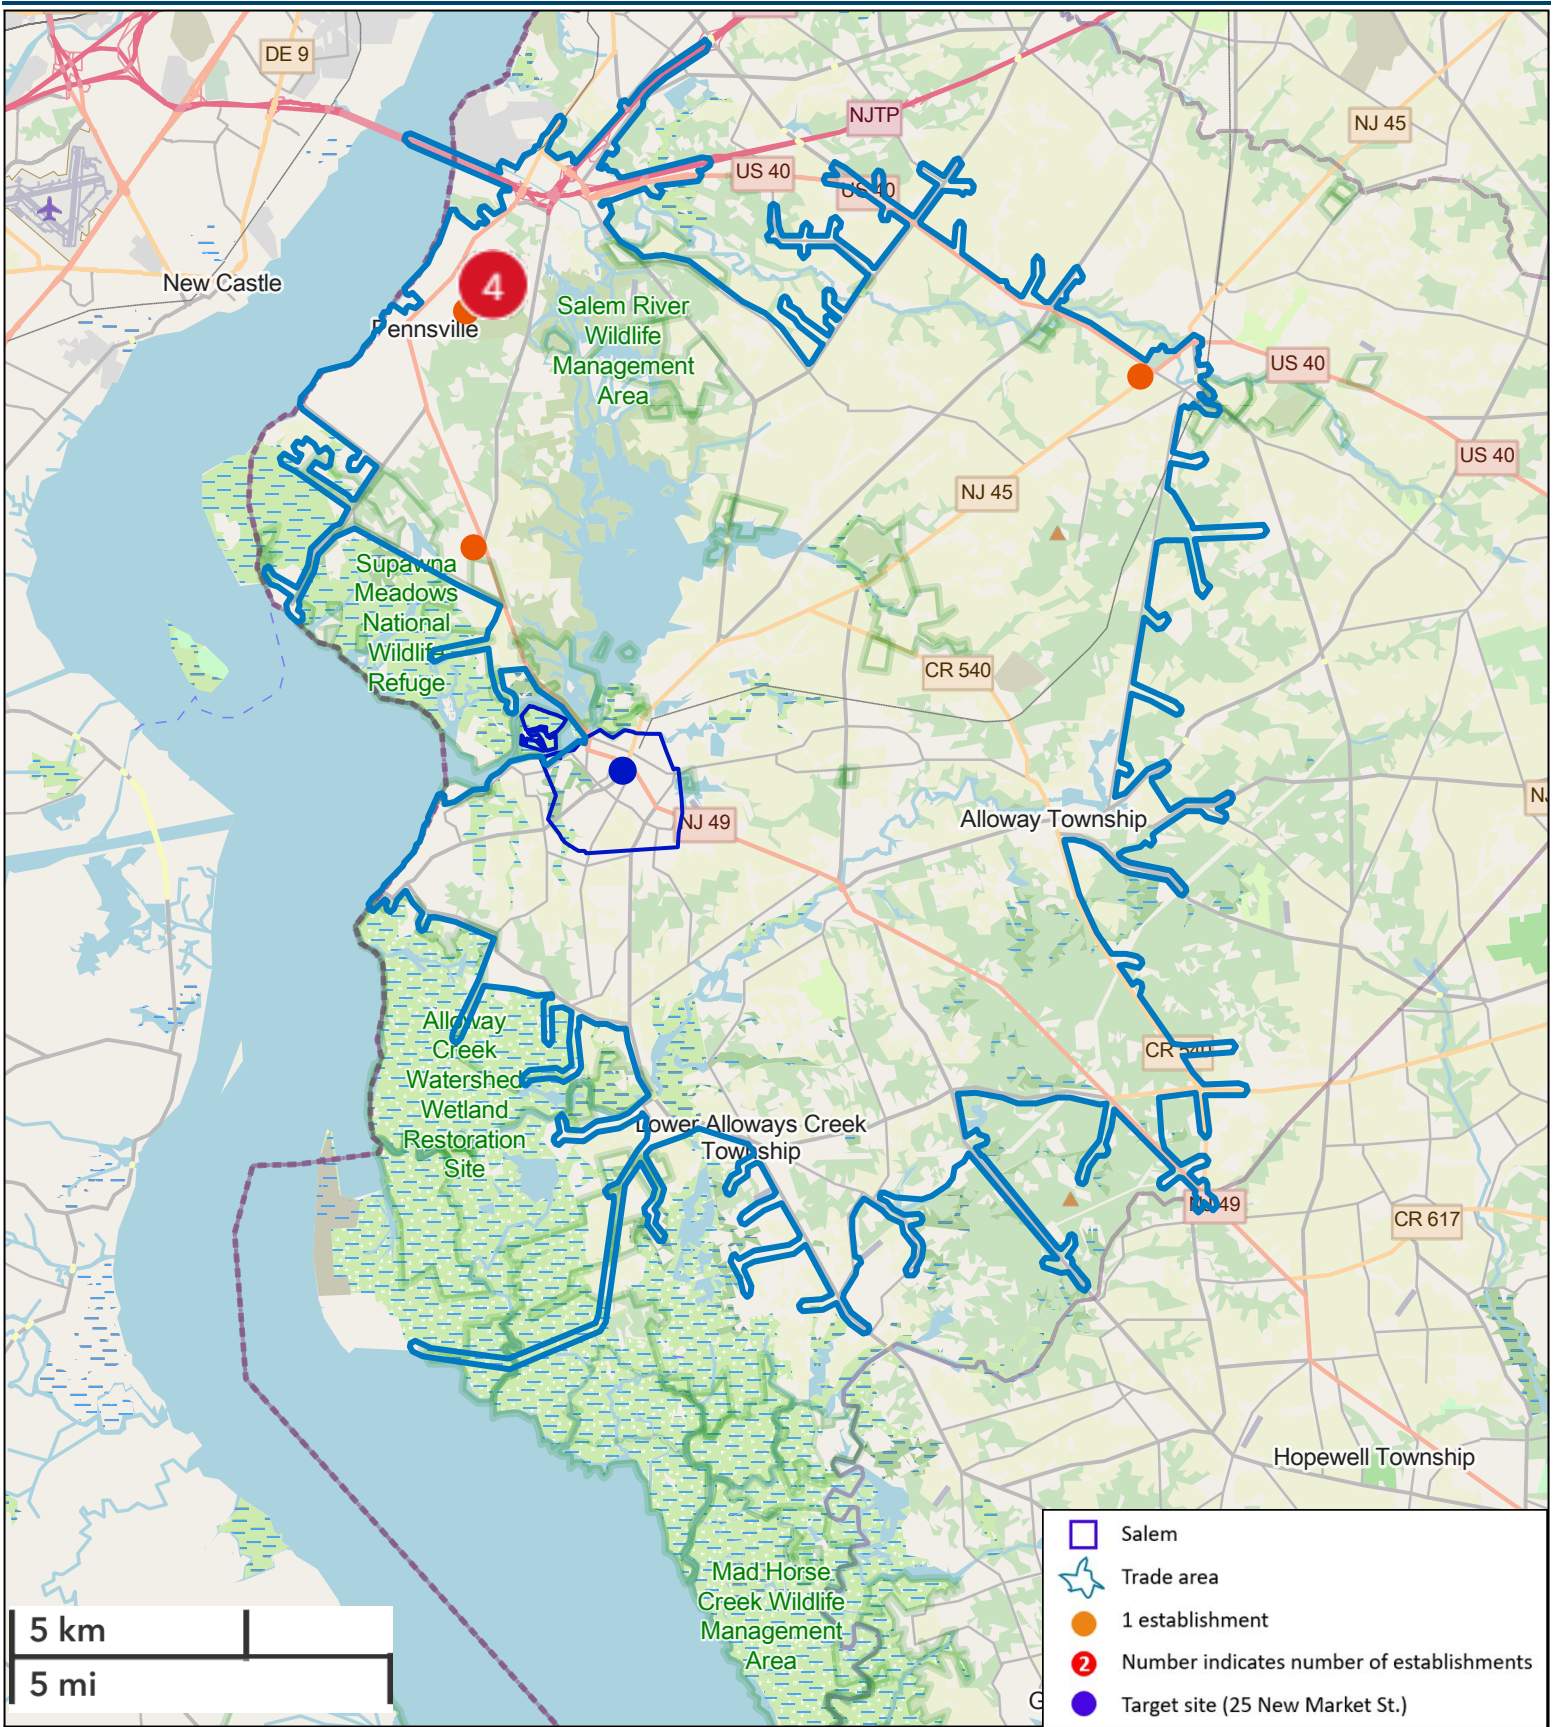 DE 9
NJTP
NJ 45
US 40
US 40
New Castle
4
Pennsville
Salem River
Wildlife
Management
Area
US 40
US 40
NJ 45
Supawna
Meadows
National
Wildlife
Refuge
CR 540
NJ 49
Alloway Township
Alloway
Creek
Watershed
Wetland
Restoration
Site
CR 540
Lower Alloways Creek
Township
NJ 49
CR 617
Hopewell Township
Mad Horse
Creek Wildlife
Management
Area
5 km
5 mi
Salem
Trade area
1 establishment
2
Number indicates number of establishments
Target site (25 New Market St.)